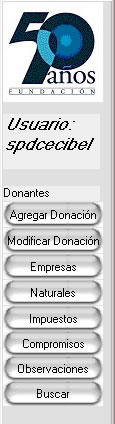 50
años
FUNDACIÓN
Usuario:
spdcecibel
Donantes
Agregar Donación
Modificar Donación
Empresas
Naturales
Impuestos
Compromisos
Observaciones
Buscar